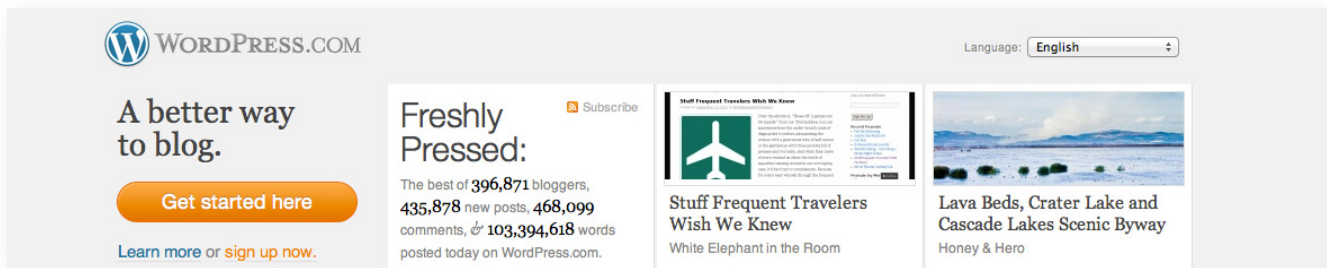 WORDPRESS.COM
Language: English
A better way
to blog.
Get started here
Learn more or sign up now.
Freshly
Pressed:
Subscribe
The best of 396,871 bloggers,
435,878 new posts, 468,099
comments, & 103,394,618 words
posted today on WordPress.com.
Stuff Frequent Travelers Wish We Knew
Recent Peanuts
Stuff Frequent Travelers
Wish We Knew
White Elephant in the Room
Lava Beds, Crater Lake and
Cascade Lakes Scenic Byway
Honey & Hero